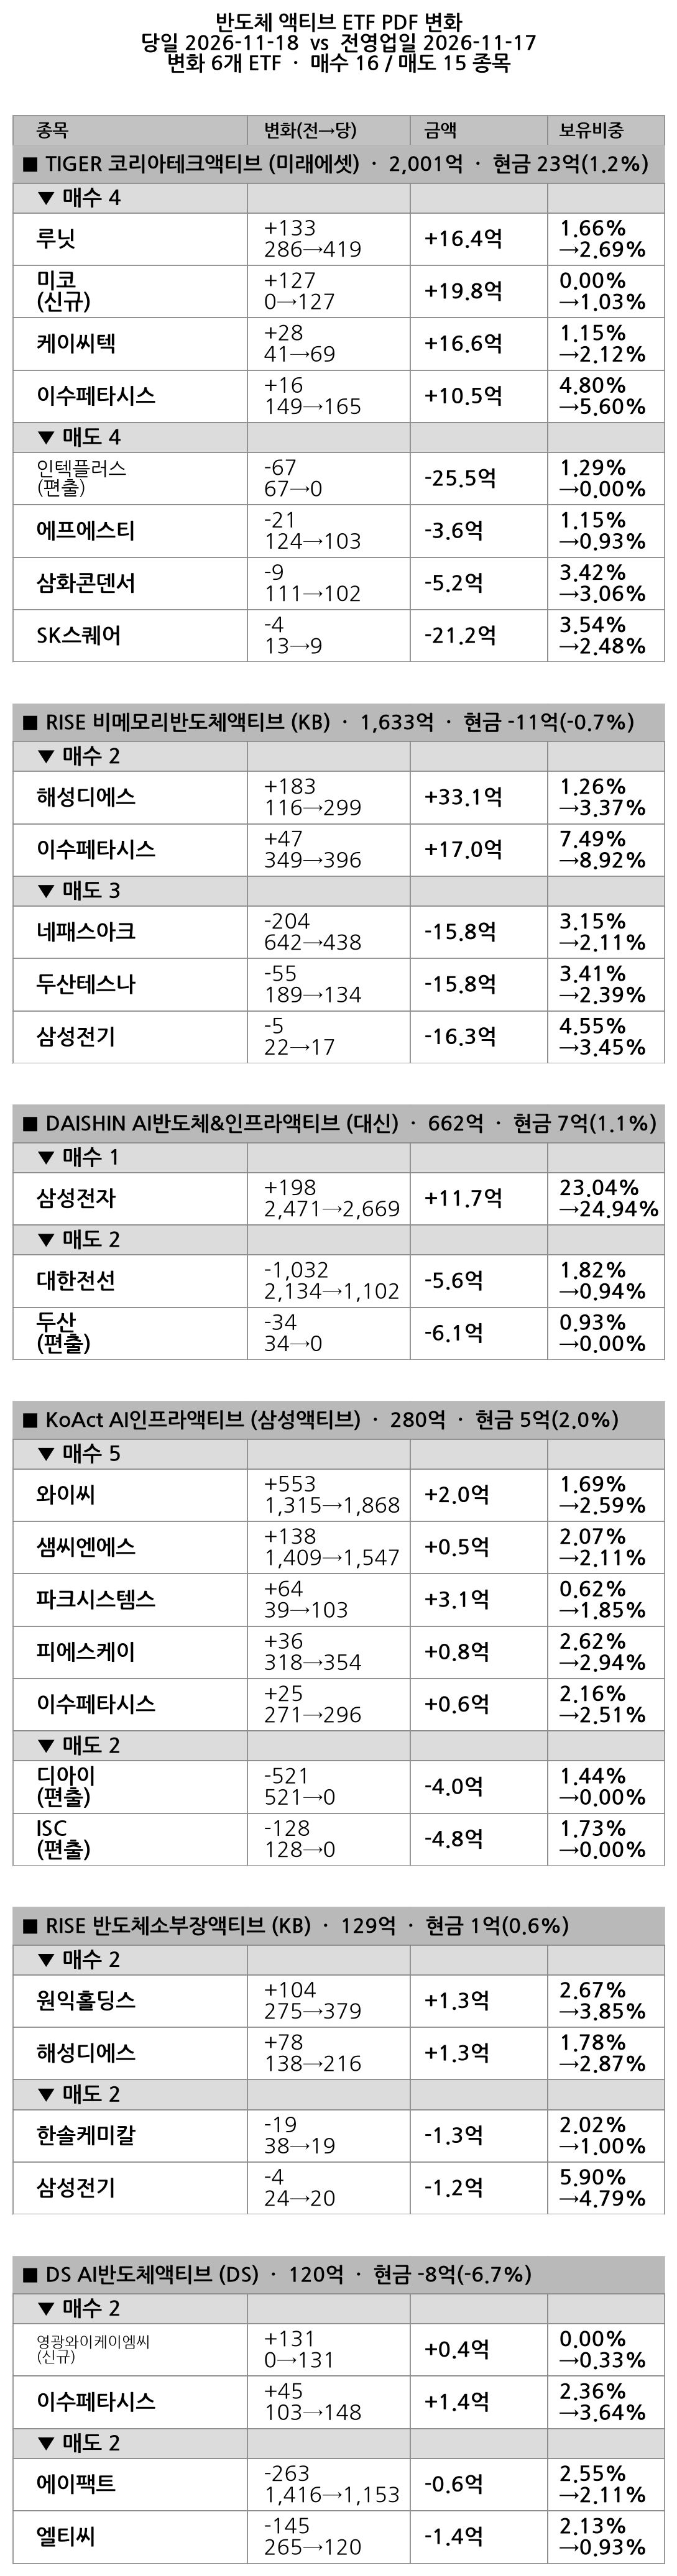 반도체 액티브 ETF PDF 변화
당일 2026-11-18 vs 전영업일 2026-11-17
변화 6개 ETF · 매수 16 / 매도 15 종목
종목 변화(전→당) 금액 보유비중
■ TIGER 코리아테크액티브 (미래에셋) · 2,001억 · 현금 23억(1.2%)
▼ 매수 4
루닛 +133 286→419 +16.4억 1.66% →2.69%
미코 (신규) +127 0→127 +19.8억 0.00% →1.03%
케이씨텍 +28 41→69 +16.6억 1.15% →2.12%
이수페타시스 +16 149→165 +10.5억 4.80% →5.60%
▼ 매도 4
인텍플러스 (편출) -67 67→0 -25.5억 1.29% →0.00%
에프에스티 -21 124→103 -3.6억 1.15% →0.93%
삼화콘덴서 -9 111→102 -5.2억 3.42% →3.06%
SK스퀘어 -4 13→9 -21.2억 3.54% →2.48%
■ RISE 비메모리반도체액티브 (KB) · 1,633억 · 현금 -11억(-0.7%)
▼ 매수 2
해성디에스 +183 116→299 +33.1억 1.26% →3.37%
이수페타시스 +47 349→396 +17.0억 7.49% →8.92%
▼ 매도 3
네패스아크 -204 642→438 -15.8억 3.15% →2.11%
두산테스나 -55 189→134 -15.8억 3.41% →2.39%
삼성전기 -5 22→17 -16.3억 4.55% →3.45%
■ DAISHIN AI반도체&인프라액티브 (대신) · 662억 · 현금 7억(1.1%)
▼ 매수 1
삼성전자 +198 2,471→2,669 +11.7억 23.04% →24.94%
▼ 매도 2
대한전선 -1,032 2,134→1,102 -5.6억 1.82% →0.94%
두산 (편출) -34 34→0 -6.1억 0.93% →0.00%
■ KoAct AI인프라액티브 (삼성액티브) · 280억 · 현금 5억(2.0%)
▼ 매수 5
와이씨 +553 1,315→1,868 +2.0억 1.69% →2.59%
샘씨엔에스 +138 1,409→1,547 +0.5억 2.07% →2.11%
파크시스템스 +64 39→103 +3.1억 0.62% →1.85%
피에스케이 +36 318→354 +0.8억 2.62% →2.94%
이수페타시스 +25 271→296 +0.6억 2.16% →2.51%
▼ 매도 2
디아이 (편출) -521 521→0 -4.0억 1.44% →0.00%
ISC (편출) -128 128→0 -4.8억 1.73% →0.00%
■ RISE 반도체소부장액티브 (KB) · 129억 · 현금 1억(0.6%)
▼ 매수 2
원익홀딩스 +104 275→379 +1.3억 2.67% →3.85%
해성디에스 +78 138→216 +1.3억 1.78% →2.87%
▼ 매도 2
한솔케미칼 -19 38→19 -1.3억 2.02% →1.00%
삼성전기 -4 24→20 -1.2억 5.90% →4.79%
■ DS AI반도체액티브 (DS) · 120억 · 현금 -8억(-6.7%)
▼ 매수 2
영광와이케이엠씨 (신규) +131 0→131 +0.4억 0.00% →0.33%
이수페타시스 +45 103→148 +1.4억 2.36% →3.64%
▼ 매도 2
에이팩트 -263 1,416→1,153 -0.6억 2.55% →2.11%
엘티씨 -145 265→120 -1.4억 2.13% →0.93%